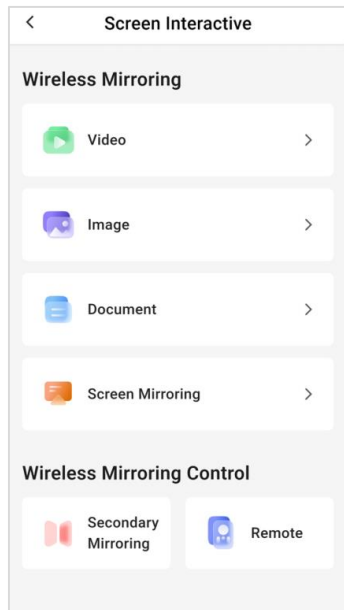 Screen Interactive
Wireless Mirroring
Video
Image
Document
Screen Mirroring
Wireless Mirroring Control
Secondary
Mirroring
Remote